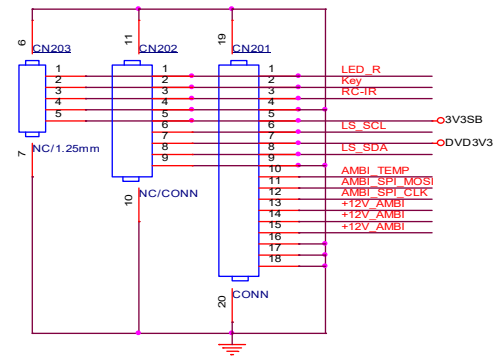 6 11 19
CN203 CN202 CN201
1 1 1 LED_R
2 2 2 Key
3 3 3 RC-IR
4 4 4
5 5 5 3V3SB
6 6 LS_SCL
7 7 DVD3V3
8 8 LS_SDA
9 9
10 AMBI_TEMP
11 AMBI_SPI_MOSI
12 AMBI_SPI_CLK
13 +12V_AMBI
14 +12V_AMBI
15 +12V_AMBI
16
17
18
7 NC/1.25mm
10 NC/CONN
20 CONN